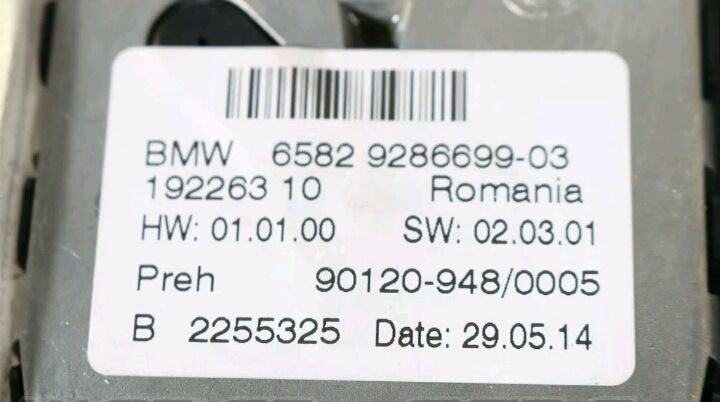 BMW 6582 9286699-03
192263 10 Romania
HW: 01.01.00 SW: 02.03.01
Preh 90120-948/0005
B 2255325 Date: 29.05.14